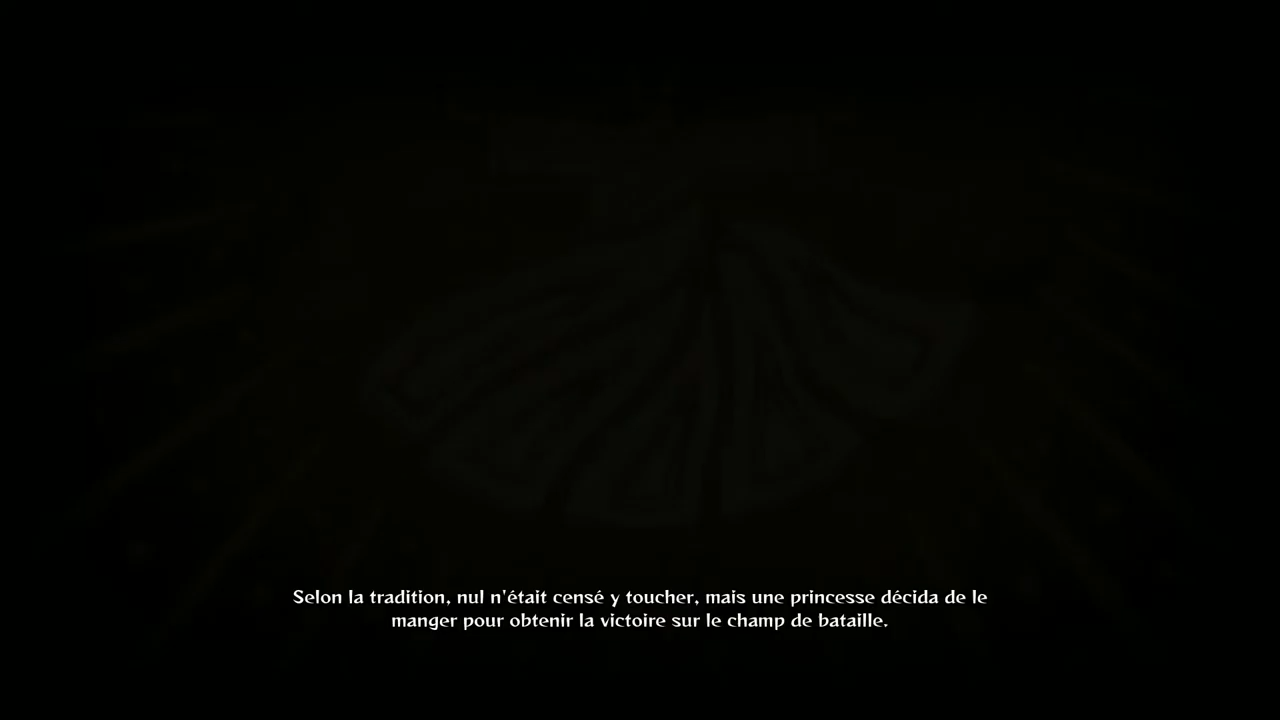 Selon la tradition, nul n'était censé y toucher, mais une princesse décida de le
manger pour obtenir la victoire sur le champ de bataille.